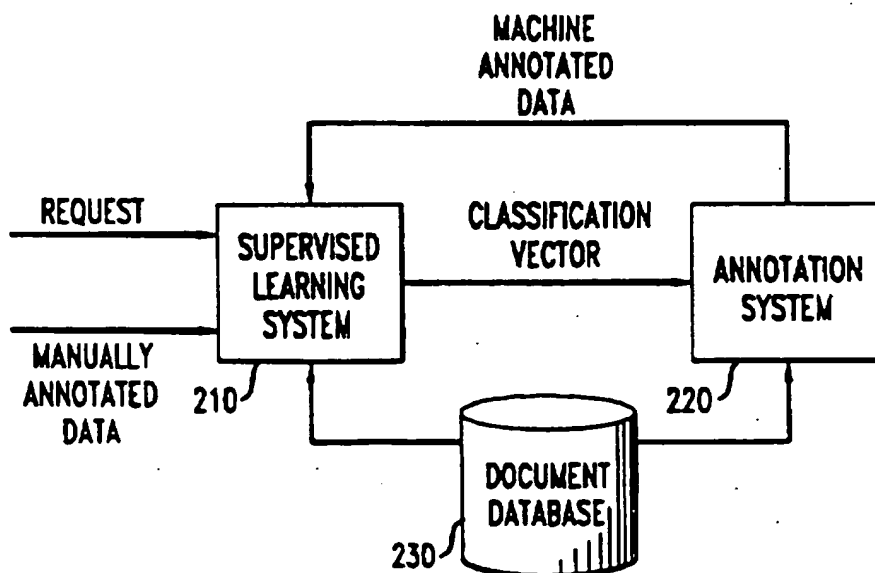 MACHINE
ANNOTATED
DATA
REQUEST
SUPERVISED
LEARNING
SYSTEM
CLASSIFICATION
VECTOR
ANNOTATION
SYSTEM
MANUALLY
ANNOTATED
DATA
210
220
DOCUMENT
DATABASE
230